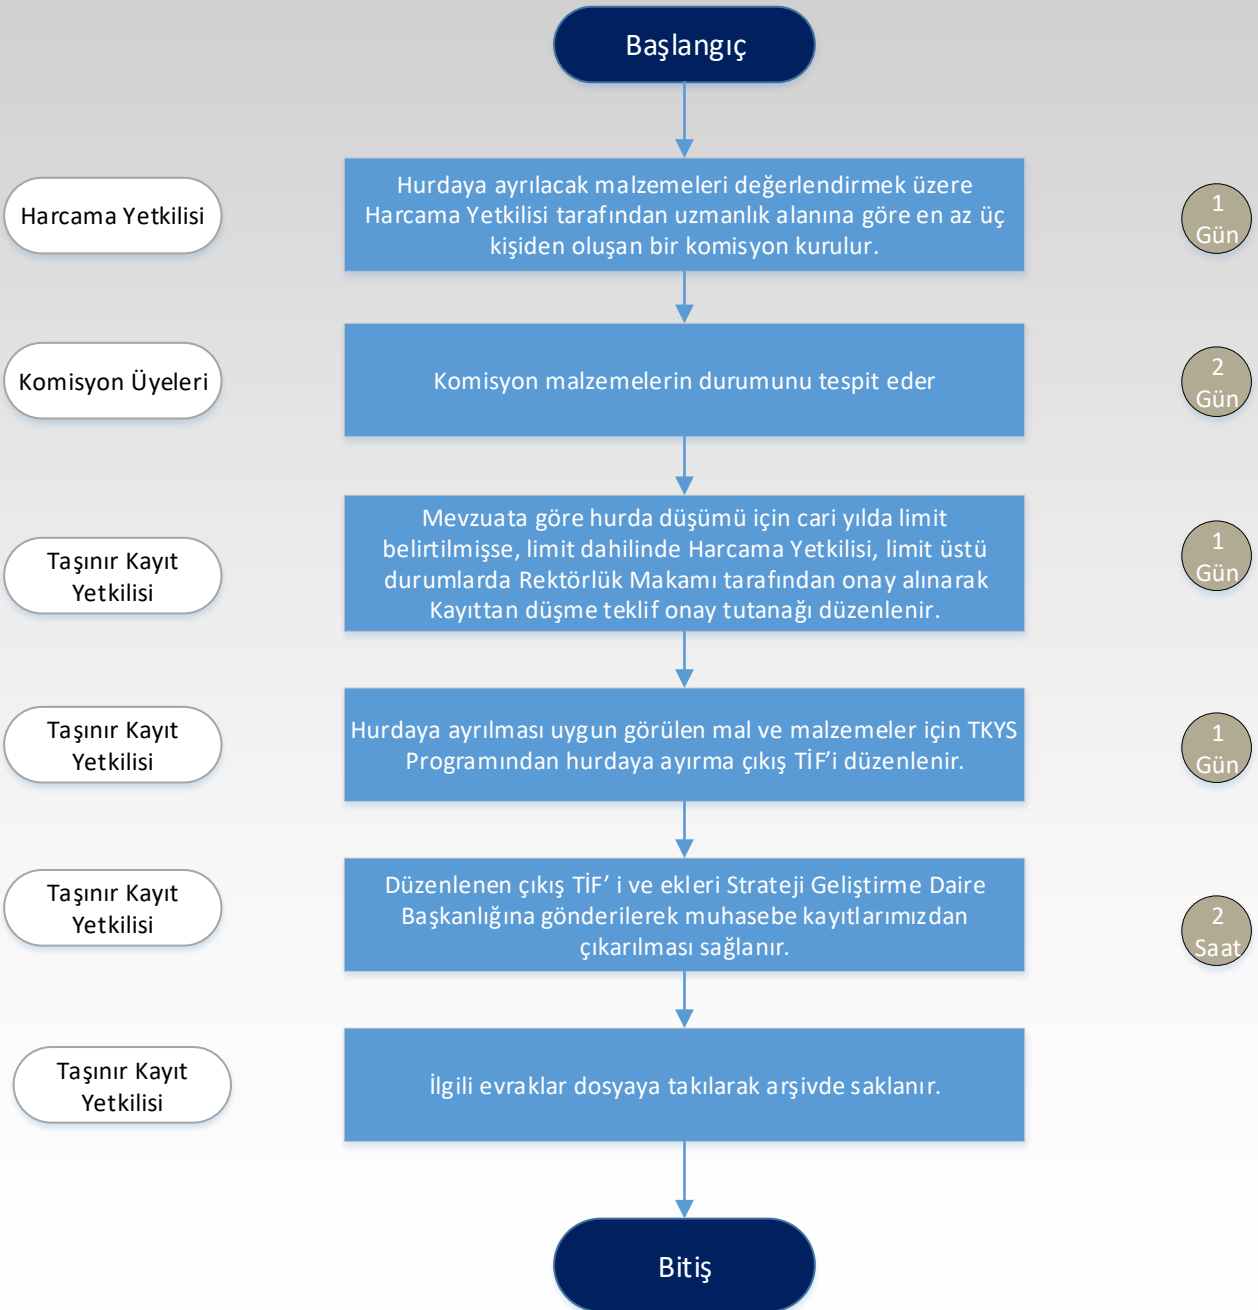 Başlangıç
Harcama Yetkilisi
Hurdaya ayrılacak malzemeleri değerlendirmek üzere
Harcama Yetkilisi tarafından uzmanlık alanına göre en az üç
kişiden oluşan bir komisyon kurulur.
1
Gün
Komisyon Üyeleri
Komisyon malzemelerin durumunu tespit eder
2
Gün
Taşınır Kayıt
Yetkilisi
Mevzuata göre hurda düşümü için cari yılda limit
belirtilmişse, limit dahilinde Harcama Yetkilisi, limit üstü
durumlarda Rektörlük Makamı tarafından onay alınarak
Kayıttan düşme teklif onay tutanağı düzenlenir.
1
Gün
Taşınır Kayıt
Yetkilisi
Hurdaya ayrılması uygun görülen mal ve malzemeler için TKYS
Programından hurdaya ayırma çıkış TİF’i düzenlenir.
1
Gün
Taşınır Kayıt
Yetkilisi
Düzenlenen çıkış TİF’ i ve ekleri Strateji Geliştirme Daire
Başkanlığına gönderilerek muhasebe kayıtlarımızdan
çıkarılması sağlanır.
2
Saat
Taşınır Kayıt
Yetkilisi
İlgili evraklar dosyaya takılarak arşivde saklanır.
Bitiş